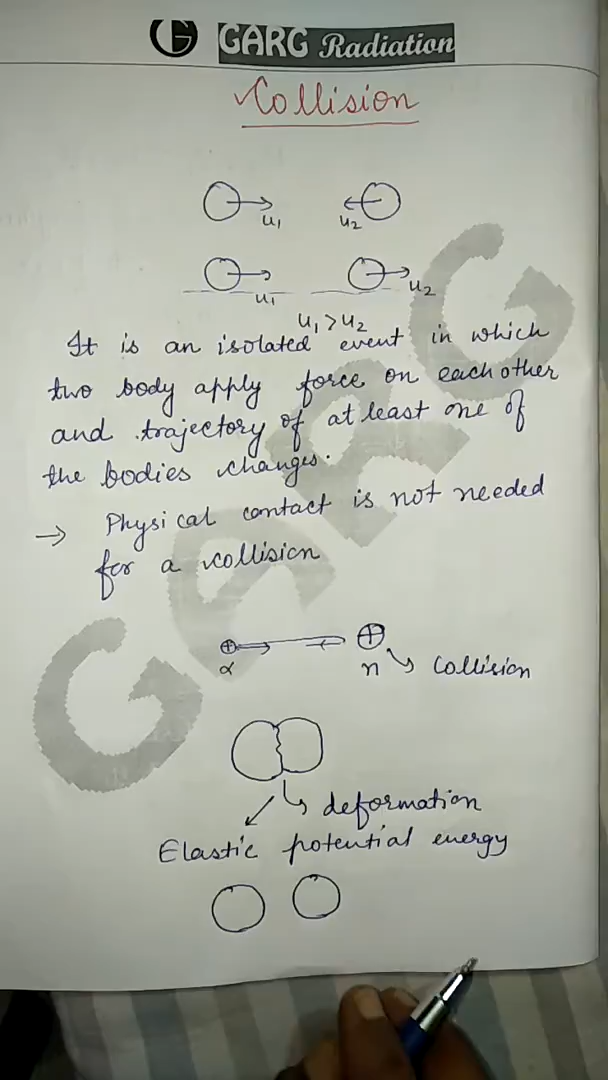 G GARG Radiation
Collision
u₁ u₂
u₁ u₂
u₁ > u₂
It is an isolated event in which
two body apply force on each other
and trajectory of at least one of
the bodies changes.
→ Physical contact is not needed
for a collision
⊕ ⊕
α n Collision
deformation
Elastic potential energy
GARG